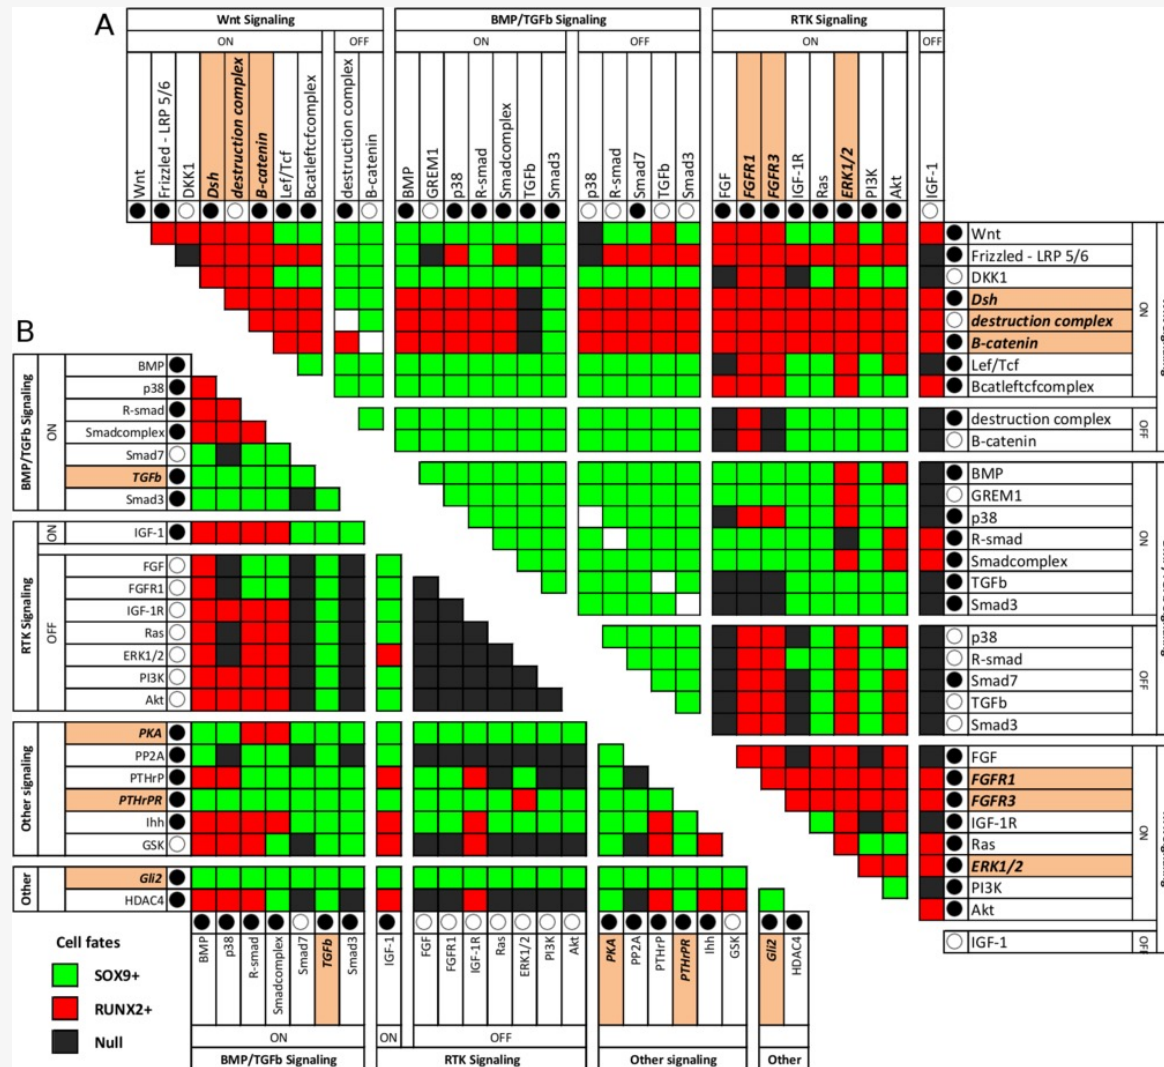 A
Wnt Signaling
BMP/TGFb Signaling
RTK Signaling
ON
OFF
ON
OFF
ON
OFF
Wnt
Frizzled - LRP 5/6
DKK1
Dsh
destruction complex
B-catenin
Lef/Tcf
Bcatleftcfcomplex
destruction complex
B-catenin
BMP
GREM1
p38
R-smad
Smadcomplex
TGFb
Smad3
p38
R-smad
Smad7
TGFb
Smad3
FGF
FGFR1
FGFR3
IGF-1R
Ras
ERK1/2
PI3K
Akt
IGF-1
Wnt
Frizzled - LRP 5/6
DKK1
Dsh
destruction complex
B-catenin
Lef/Tcf
Bcatleftcfcomplex
ON
destruction complex
B-catenin
OFF
BMP
GREM1
p38
R-smad
Smadcomplex
TGFb
Smad3
ON
p38
R-smad
Smad7
TGFb
Smad3
OFF
FGF
FGFR1
FGFR3
IGF-1R
Ras
ERK1/2
PI3K
Akt
ON
IGF-1
B
BMP/TGFb Signaling
ON
BMP
p38
R-smad
Smadcomplex
Smad7
TGFb
Smad3
RTK Signaling
ON
IGF-1
OFF
FGF
FGFR1
IGF-1R
Ras
ERK1/2
PI3K
Akt
Other signaling
PKA
PP2A
PTHrP
PTHrPR
Ihh
GSK
Other
Gli2
HDAC4
BMP
p38
R-smad
Smadcomplex
Smad7
TGFb
Smad3
IGF-1
FGF
FGFR1
IGF-1R
Ras
ERK1/2
PI3K
Akt
PKA
PP2A
PTHrP
PTHrPR
Ihh
GSK
Gli2
HDAC4
ON
ON
OFF
BMP/TGFb Signaling
RTK Signaling
Other signaling
Other
Cell fates
SOX9+
RUNX2+
Null